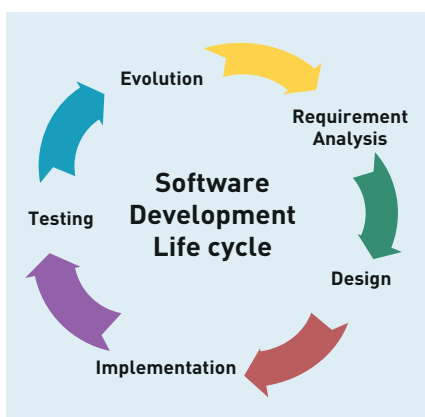 Evolution
Requirement
Analysis
Software
Development
Life cycle
Testing
Design
Implementation